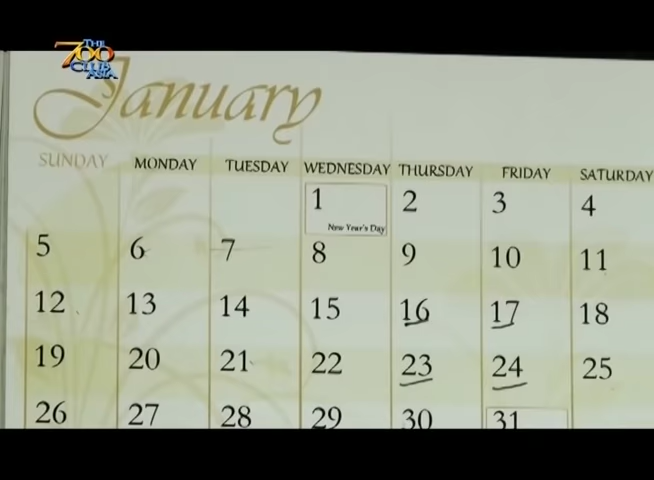 THE
700
CLUB
ASIA
January
SUNDAY MONDAY TUESDAY WEDNESDAY THURSDAY FRIDAY SATURDAY
1 2 3 4
New Year's Day
5 6 7 8 9 10 11
12 13 14 15 16 17 18
19 20 21 22 23 24 25
26 27 28 29 30 31